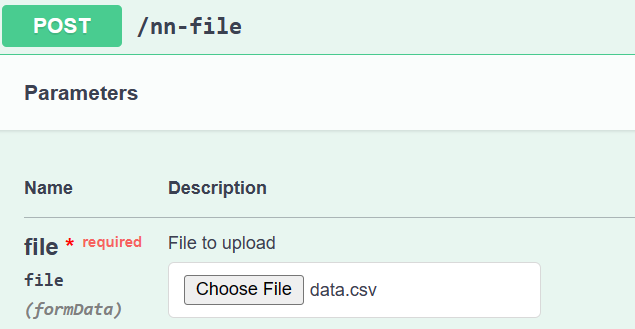 POST /nn-file
Parameters
Name Description
file * required File to upload
file
Choose File data.csv
(formData)